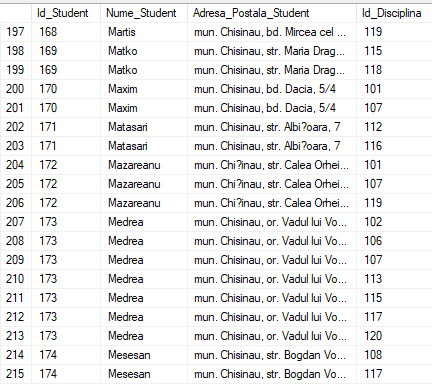 Id_Student Nume_Student Adresa_Postala_Student Id_Disciplina
197 168 Martis mun. Chisinau, bd. Mircea cel ... 119
198 169 Matko mun. Chisinau, str. Maria Drag... 115
199 169 Matko mun. Chisinau, str. Maria Drag... 118
200 170 Maxim mun. Chisinau, bd. Dacia, 5/4 101
201 170 Maxim mun. Chisinau, bd. Dacia, 5/4 107
202 171 Matasari mun. Chisinau, str. Albi?oara, 7 112
203 171 Matasari mun. Chisinau, str. Albi?oara, 7 116
204 172 Mazareanu mun. Chi?inau, str. Calea Orhei... 101
205 172 Mazareanu mun. Chi?inau, str. Calea Orhei... 107
206 172 Mazareanu mun. Chi?inau, str. Calea Orhei... 119
207 173 Medrea mun. Chisinau, or. Vadul lui Vo... 102
208 173 Medrea mun. Chisinau, or. Vadul lui Vo... 106
209 173 Medrea mun. Chisinau, or. Vadul lui Vo... 107
210 173 Medrea mun. Chisinau, or. Vadul lui Vo... 113
211 173 Medrea mun. Chisinau, or. Vadul lui Vo... 115
212 173 Medrea mun. Chisinau, or. Vadul lui Vo... 117
213 173 Medrea mun. Chisinau, or. Vadul lui Vo... 120
214 174 Mesesan mun. Chisinau, str. Bogdan Vo... 108
215 174 Mesesan mun. Chisinau, str. Bogdan Vo... 117